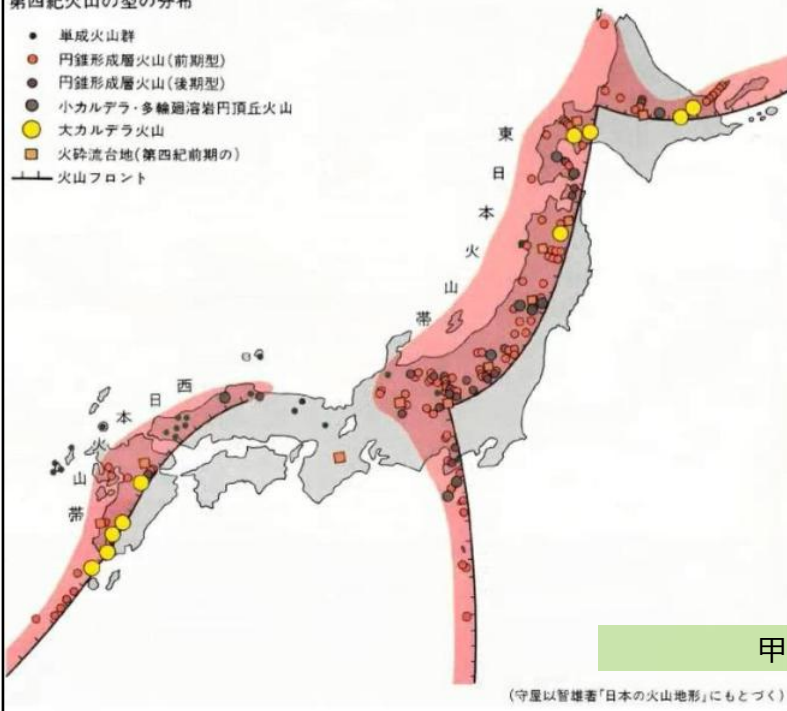 第四紀火山の型の分布
単成火山群
円錐形成層火山(前期型)
円錐形成層火山(後期型)
小カルデラ・多輪廻溶岩円頂丘火山
大カルデラ火山
火砕流台地(第四紀前期の)
火山フロント
東日本火山帯
西日本火山帯
甲
(守屋以智雄著「日本の火山地形」にもとづく)